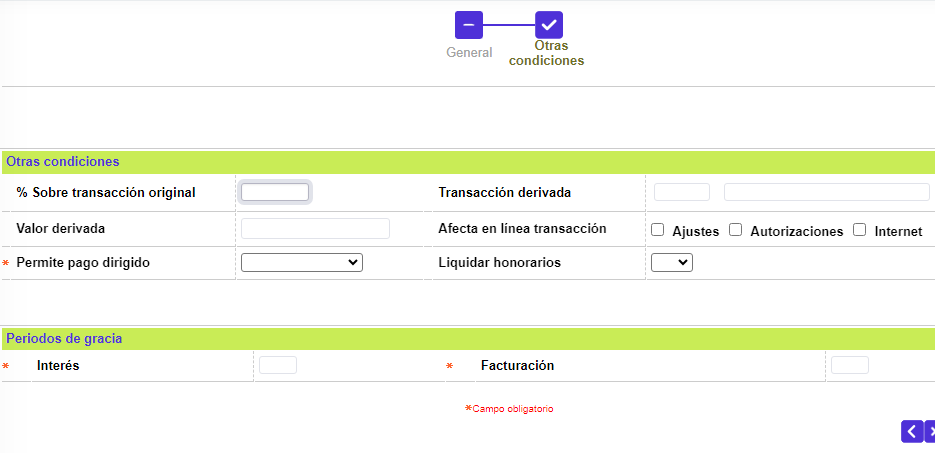 General
Otras
condiciones
Otras condiciones
% Sobre transacción original
Transacción derivada
Valor derivada
Afecta en línea transacción
Ajustes
Autorizaciones
Internet
* Permite pago dirigido
Liquidar honorarios
Periodos de gracia
* Interés
* Facturación
*Campo obligatorio